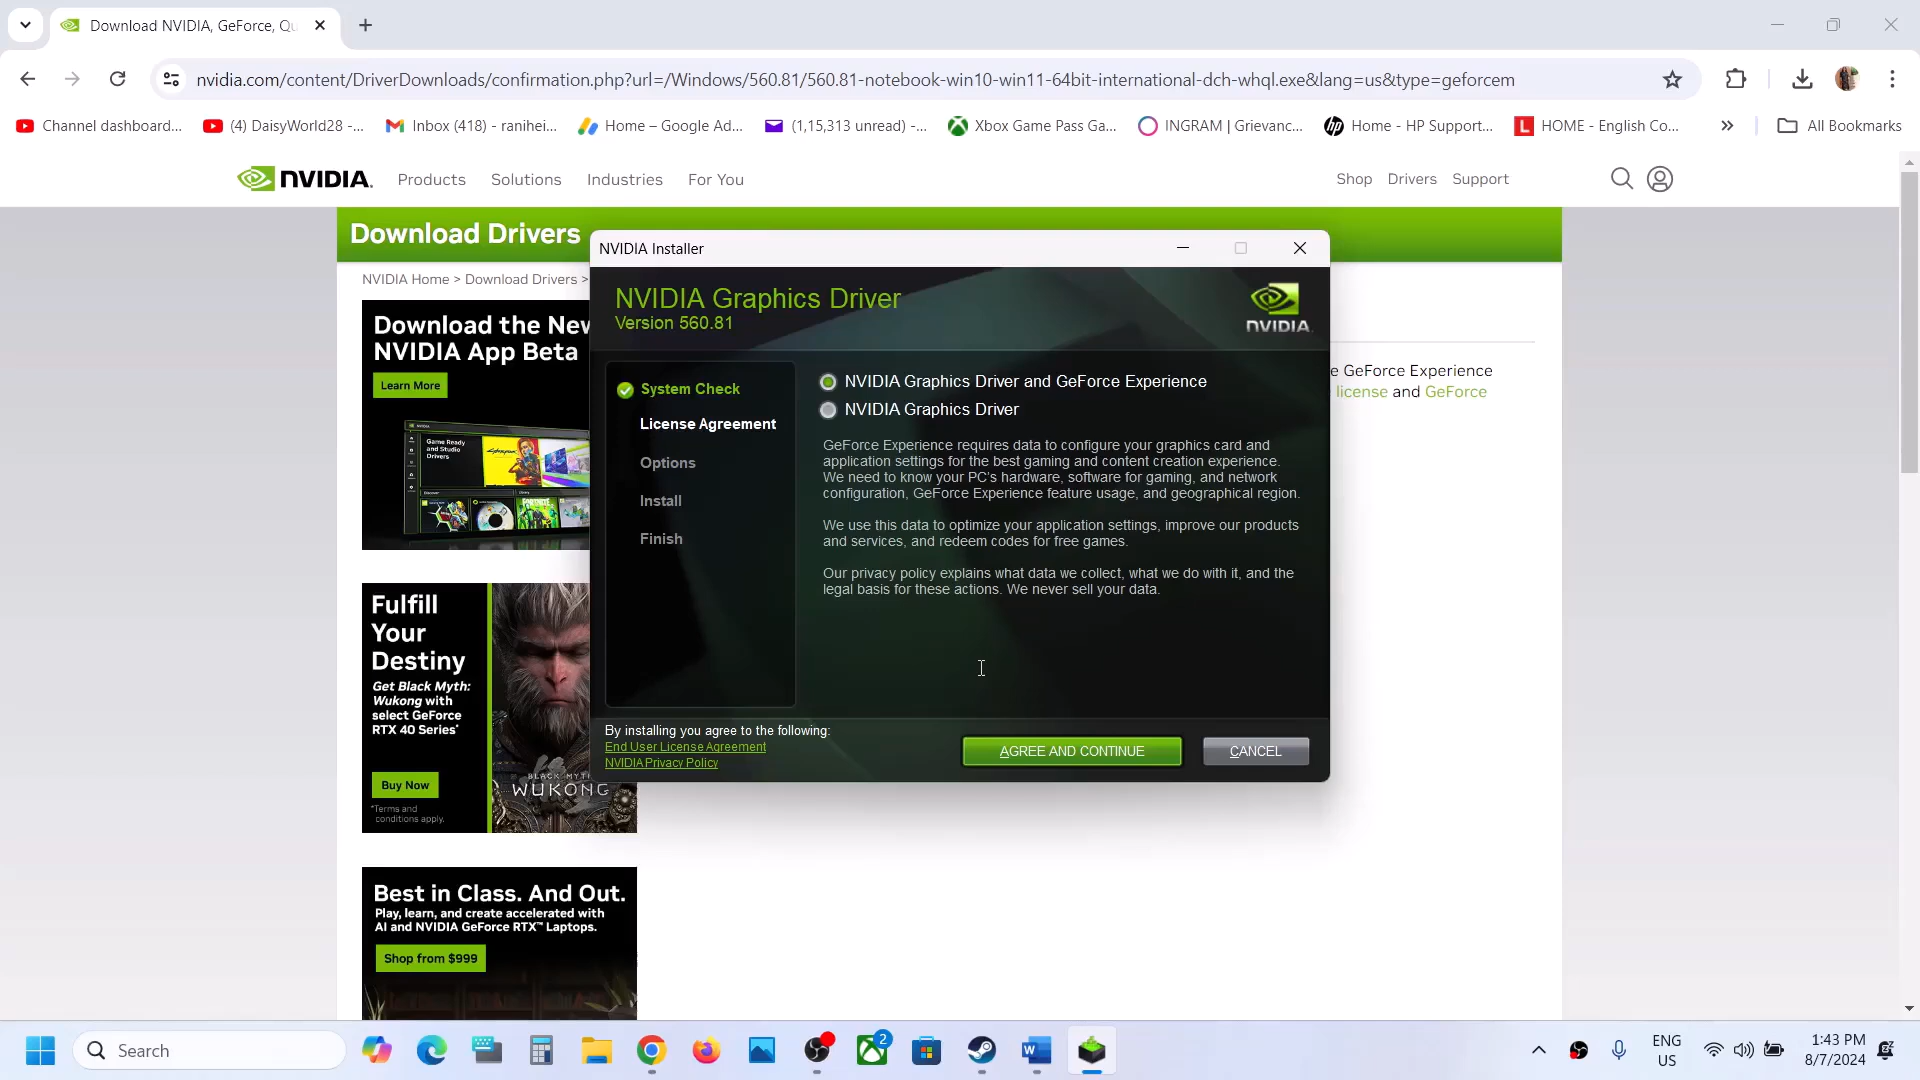 Download NVIDIA, GeForce, Qu
nvidia.com/content/DriverDownloads/confirmation.php?url=/Windows/560.81/560.81-notebook-win10-win11-64bit-international-dch-whql.exe&lang=us&type=geforcem
Channel dashboard...
(4) DaisyWorld28 -...
Inbox (418) - ranihei...
Home – Google Ad...
(1,15,313 unread) -...
Xbox Game Pass Ga...
INGRAM | Grievanc...
Home - HP Support...
HOME - English Co...
All Bookmarks
NVIDIA.
Products
Solutions
Industries
For You
Shop
Drivers
Support
Download Drivers
NVIDIA Home > Download Drivers >
Download the New
NVIDIA App Beta
Learn More
e GeForce Experience
license and GeForce
NVIDIA Installer
NVIDIA Graphics Driver
Version 560.81
NVIDIA
System Check
License Agreement
Options
Install
Finish
NVIDIA Graphics Driver and GeForce Experience
NVIDIA Graphics Driver
GeForce Experience requires data to configure your graphics card and
application settings for the best gaming and content creation experience.
We need to know your PC's hardware, software for gaming, and network
configuration, GeForce Experience feature usage, and geographical region.
We use this data to optimize your application settings, improve our products
and services, and redeem codes for free games.
Our privacy policy explains what data we collect, what we do with it, and the
legal basis for these actions. We never sell your data.
By installing you agree to the following:
End User License Agreement
NVIDIA Privacy Policy
AGREE AND CONTINUE
CANCEL
Game Ready
and Studio
Drivers
Fulfill
Your
Destiny
Get Black Myth:
Wukong with
select GeForce
RTX 40 Series*
Buy Now
*Terms and
conditions apply.
BLACK MYTH
WUKONG
Best in Class. And Out.
Play, learn, and create accelerated with
AI and NVIDIA GeForce RTX™ Laptops.
Shop from $999
Search
2
ENG
US
1:43 PM
8/7/2024